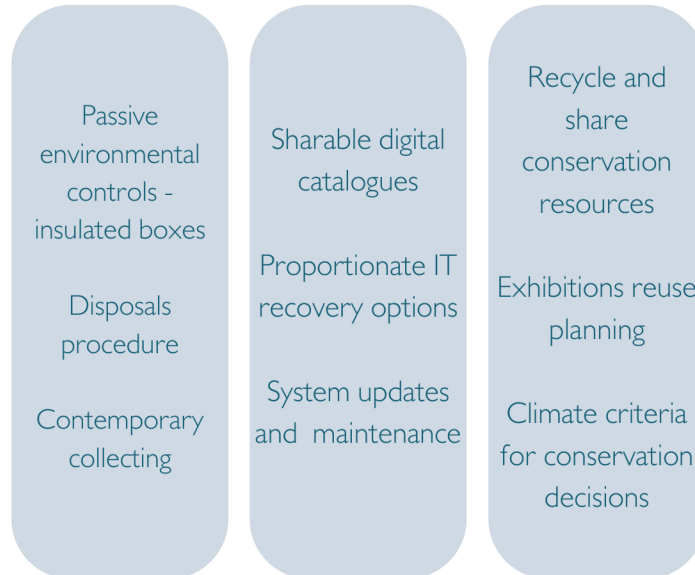 Passive
environmental
controls -
insulated boxes
Disposals
procedure
Contemporary
collecting
Sharable digital
catalogues
Proportionate IT
recovery options
System updates
and  maintenance
Recycle and
share
conservation
resources
Exhibitions reuse
planning
Climate criteria
for conservation
decisions